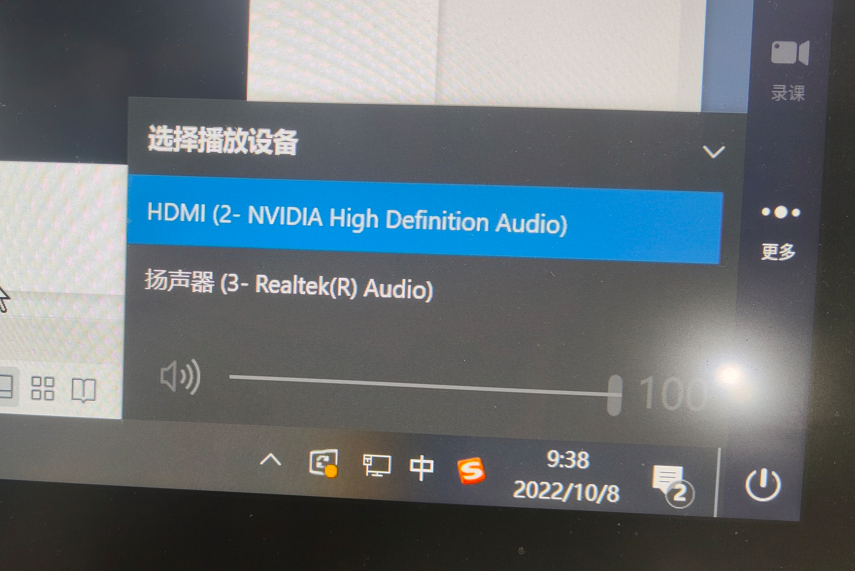 录课
选择播放设备
HDMI (2- NVIDIA High Definition Audio)
更多
扬声器 (3- Realtek(R) Audio)
100
中
S
9:38
2022/10/8
2